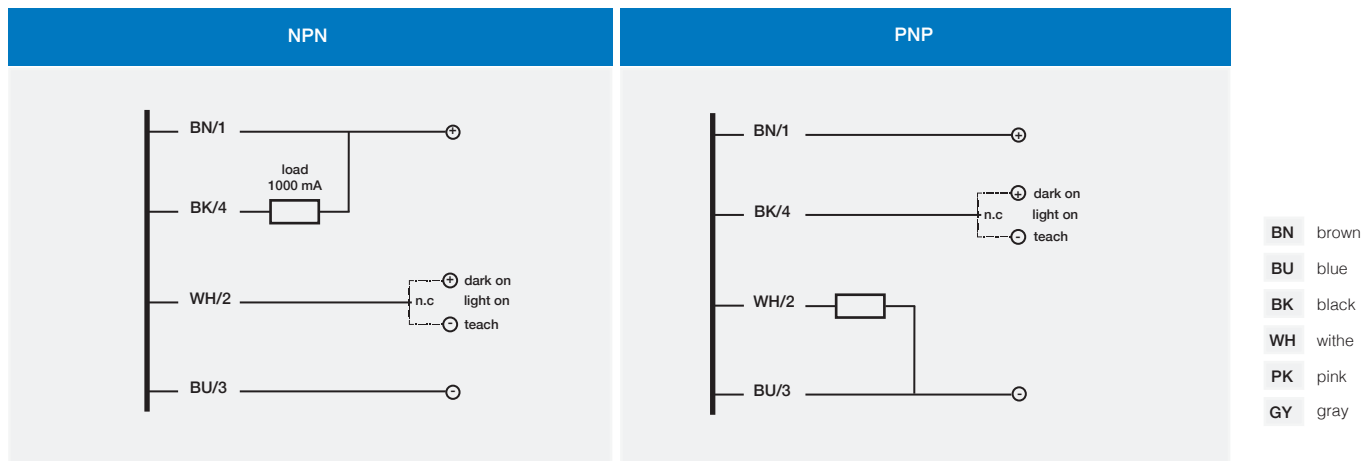 NPN
BN/1
+
load
1000 mA
BK/4
+ dark on
WH/2
n.c light on
- teach
BU/3
-
PNP
BN/1
+
+ dark on
BK/4
n.c light on
- teach
WH/2
BU/3
-
BN brown
BU blue
BK black
WH withe
PK pink
GY gray